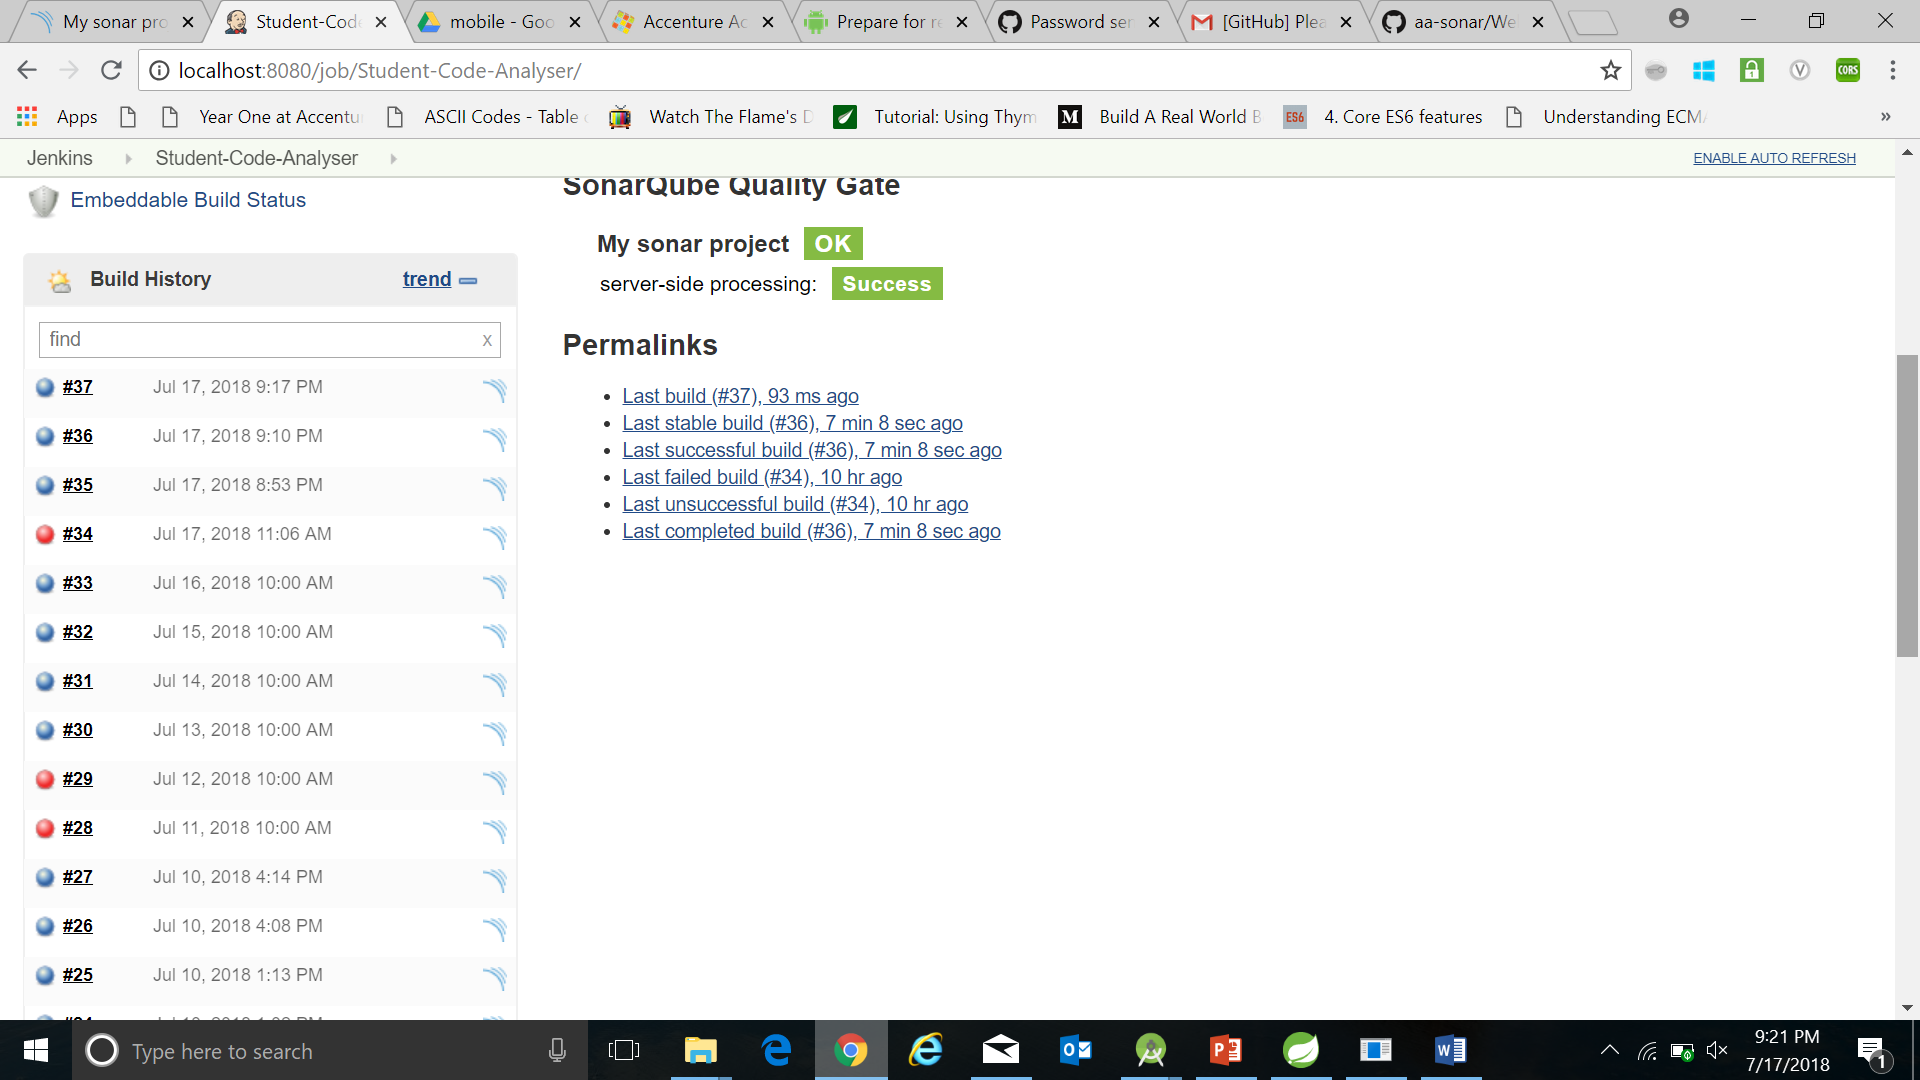 My sonar pro
Student-Code
mobile - Goo
Accenture Ac
Prepare for re
Password ser
[GitHub] Plea
aa-sonar/We
localhost:8080/job/Student-Code-Analyser/
CORS
Apps
Year One at Accentu
ASCII Codes - Table
Watch The Flame's D
Tutorial: Using Thym
M
Build A Real World B
ES6
4. Core ES6 features
Understanding ECMA
»
Jenkins
Student-Code-Analyser
ENABLE AUTO REFRESH
Embeddable Build Status
Build History
trend
find
x
#37 Jul 17, 2018 9:17 PM
#36 Jul 17, 2018 9:10 PM
#35 Jul 17, 2018 8:53 PM
#34 Jul 17, 2018 11:06 AM
#33 Jul 16, 2018 10:00 AM
#32 Jul 15, 2018 10:00 AM
#31 Jul 14, 2018 10:00 AM
#30 Jul 13, 2018 10:00 AM
#29 Jul 12, 2018 10:00 AM
#28 Jul 11, 2018 10:00 AM
#27 Jul 10, 2018 4:14 PM
#26 Jul 10, 2018 4:08 PM
#25 Jul 10, 2018 1:13 PM
SonarQube Quality Gate
My sonar project OK
server-side processing: Success
Permalinks
Last build (#37), 93 ms ago
Last stable build (#36), 7 min 8 sec ago
Last successful build (#36), 7 min 8 sec ago
Last failed build (#34), 10 hr ago
Last unsuccessful build (#34), 10 hr ago
Last completed build (#36), 7 min 8 sec ago
Type here to search
9:21 PM
7/17/2018
1